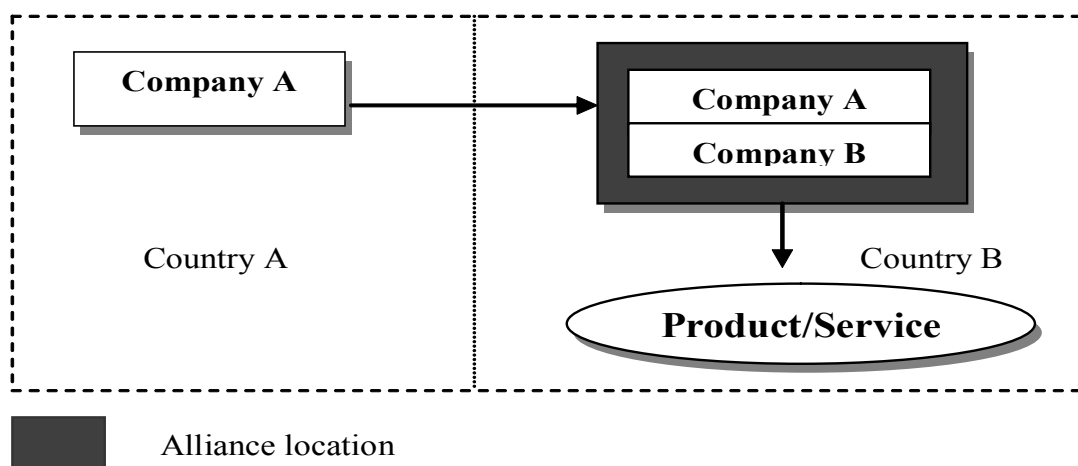 Company A
Company A
Company B
Country A
Country B
Product/Service
Alliance location